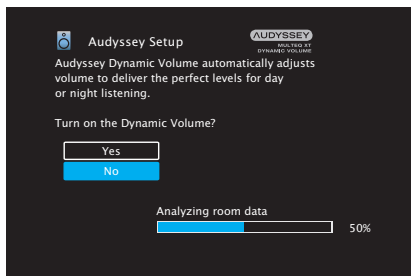 Audyssey Setup
AUDYSSEY
MULTEQ XT
DYNAMIC VOLUME
Audyssey Dynamic Volume automatically adjusts
volume to deliver the perfect levels for day
or night listening.
Turn on the Dynamic Volume?
Yes
No
Analyzing room data
50%